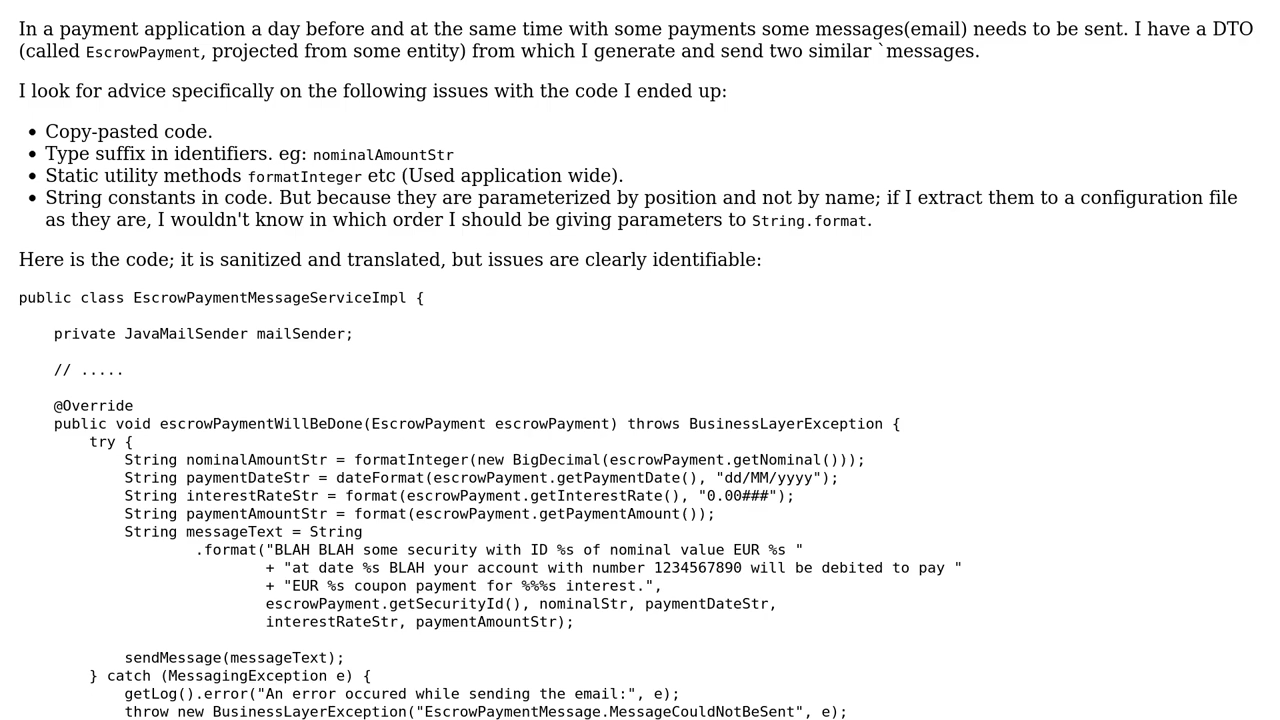 In a payment application a day before and at the same time with some payments some messages(email) needs to be sent. I have a DTO
(called EscrowPayment, projected from some entity) from which I generate and send two similar `messages.
I look for advice specifically on the following issues with the code I ended up:
• Copy-pasted code.
• Type suffix in identifiers. eg: nominalAmountStr
• Static utility methods formatInteger etc (Used application wide).
• String constants in code. But because they are parameterized by position and not by name; if I extract them to a configuration file
as they are, I wouldn't know in which order I should be giving parameters to String.format.
Here is the code; it is sanitized and translated, but issues are clearly identifiable:
public class EscrowPaymentMessageServiceImpl {
    private JavaMailSender mailSender;
    // .....
    @Override
    public void escrowPaymentWillBeDone(EscrowPayment escrowPayment) throws BusinessLayerException {
        try {
            String nominalAmountStr = formatInteger(new BigDecimal(escrowPayment.getNominal()));
            String paymentDateStr = dateFormat(escrowPayment.getPaymentDate(), "dd/MM/yyyy");
            String interestRateStr = format(escrowPayment.getInterestRate(), "0.00###");
            String paymentAmountStr = format(escrowPayment.getPaymentAmount());
            String messageText = String
                    .format("BLAH BLAH some security with ID %s of nominal value EUR %s "
                            + "at date %s BLAH your account with number 1234567890 will be debited to pay "
                            + "EUR %s coupon payment for %%%s interest.",
                            escrowPayment.getSecurityId(), nominalStr, paymentDateStr,
                            interestRateStr, paymentAmountStr);
            sendMessage(messageText);
        } catch (MessagingException e) {
            getLog().error("An error occured while sending the email:", e);
            throw new BusinessLayerException("EscrowPaymentMessage.MessageCouldNotBeSent", e);